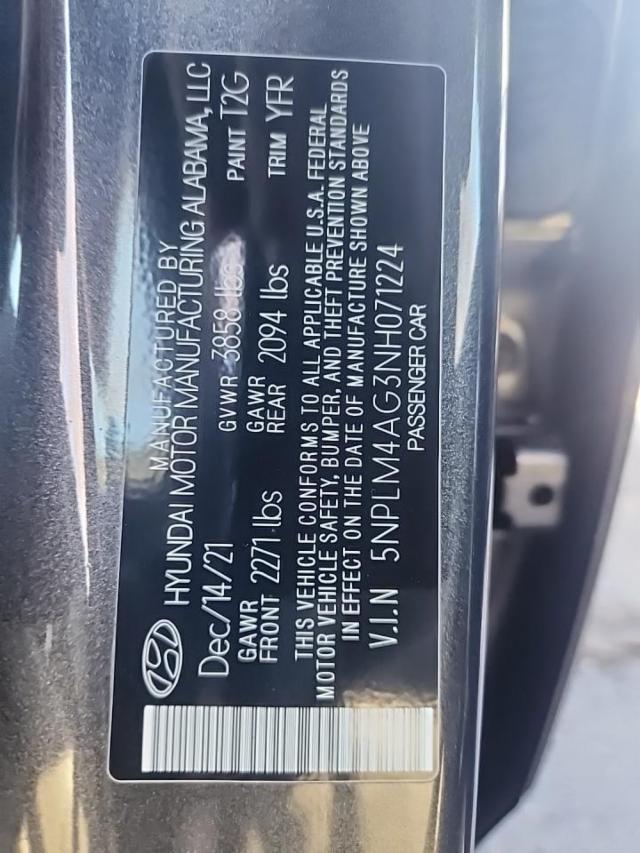 MANUFACTURED BY
HYUNDAI MOTOR MANUFACTURING ALABAMA, LLC
Dec/14/21 GVWR 3858 lbs PAINT T2G
GAWR FRONT 2271 lbs GAWR REAR 2094 lbs TRIM YFR
THIS VEHICLE CONFORMS TO ALL APPLICABLE U.S.A. FEDERAL
MOTOR VEHICLE SAFETY, BUMPER, AND THEFT PREVENTION STANDARDS
IN EFFECT ON THE DATE OF MANUFACTURE SHOWN ABOVE
V.I.N 5NPLM4AG3NH071224
PASSENGER CAR